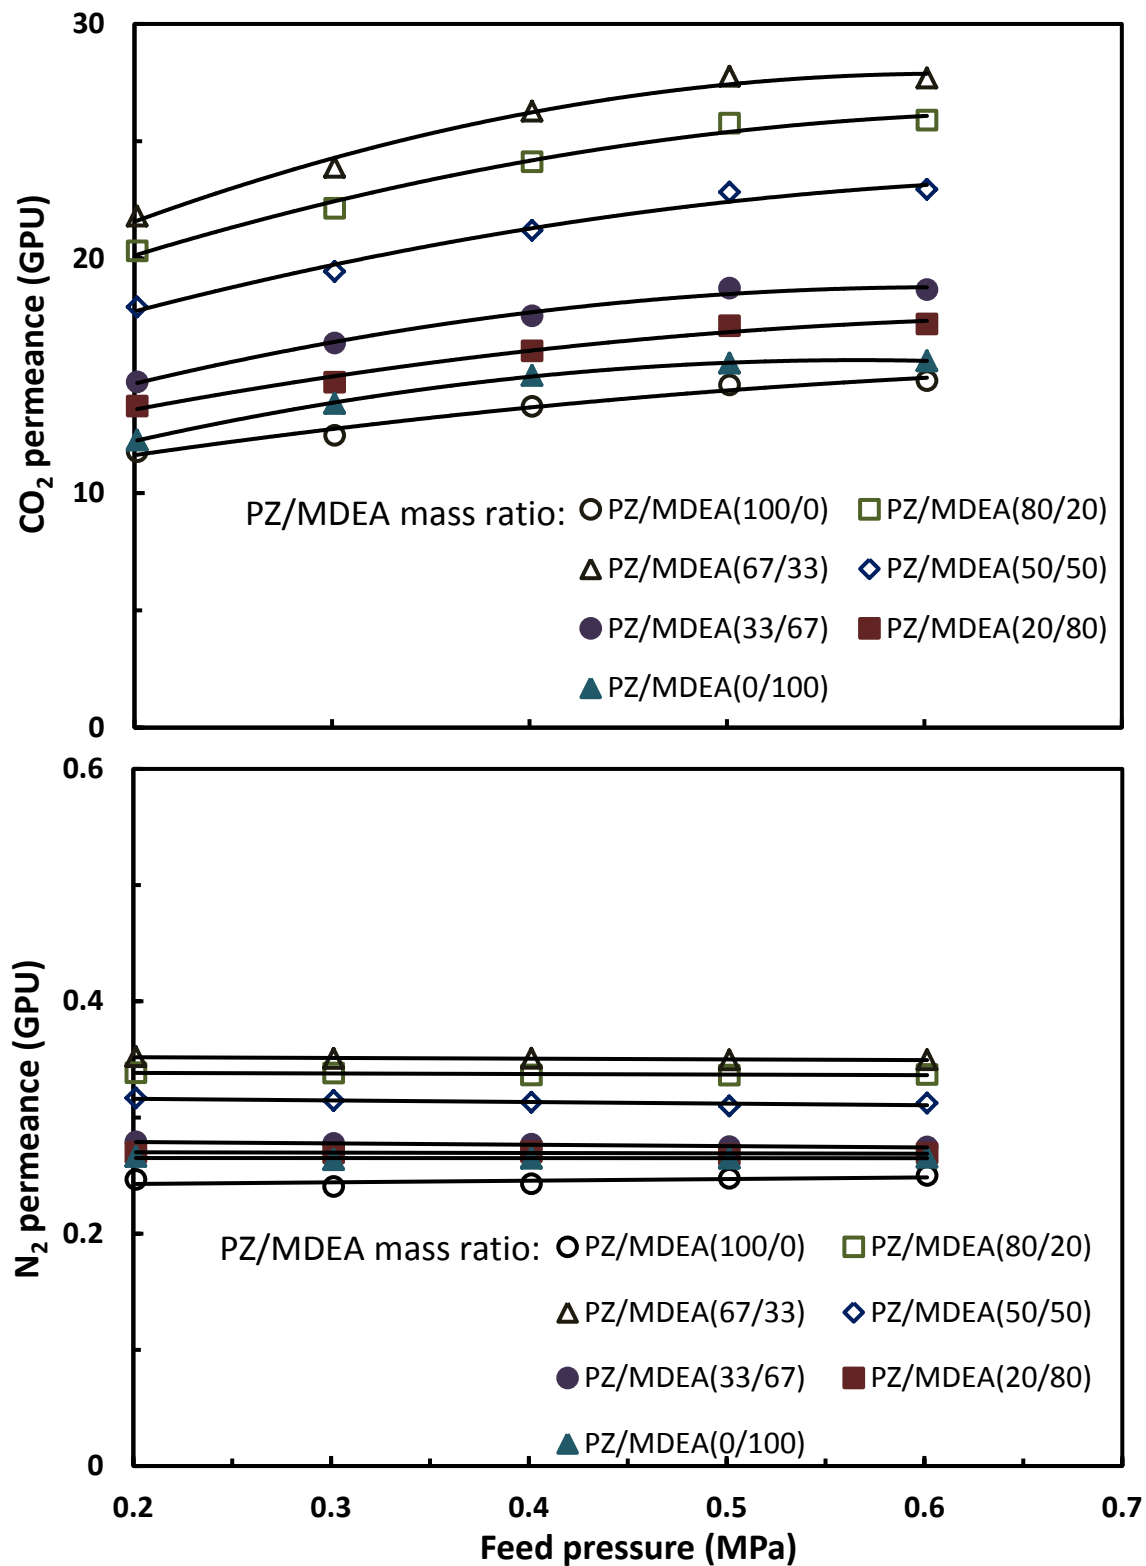 30
20
10
0
CO2 permeance (GPU)
PZ/MDEA mass ratio: PZ/MDEA(100/0) PZ/MDEA(80/20)
PZ/MDEA(67/33) PZ/MDEA(50/50)
PZ/MDEA(33/67) PZ/MDEA(20/80)
PZ/MDEA(0/100)
0.6
0.4
0.2
0
N2 permeance (GPU)
PZ/MDEA mass ratio: PZ/MDEA(100/0) PZ/MDEA(80/20)
PZ/MDEA(67/33) PZ/MDEA(50/50)
PZ/MDEA(33/67) PZ/MDEA(20/80)
PZ/MDEA(0/100)
0.2 0.3 0.4 0.5 0.6 0.7
Feed pressure (MPa)